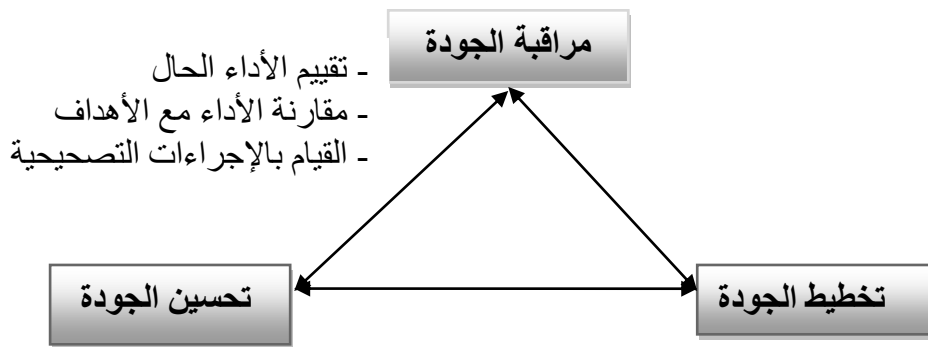 مراقبة الجودة
- تقييم الأداء الحال
- مقارنة الأداء مع الأهداف
- القيام بالإجراءات التصحيحية
تخطيط الجودة
تحسين الجودة